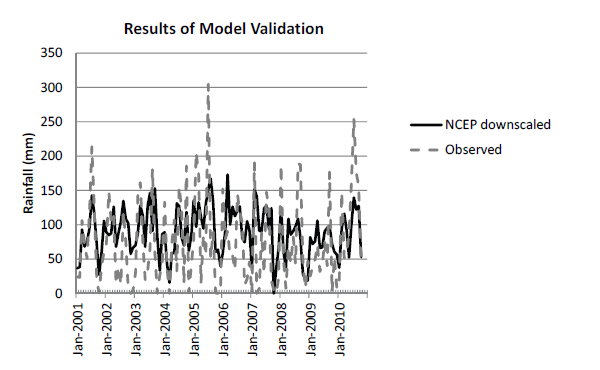 Results of Model Validation
350
300
250
200
150
100
50
0
Rainfall (mm)
Jan-2001
Jan-2002
Jan-2003
Jan-2004
Jan-2005
Jan-2006
Jan-2007
Jan-2008
Jan-2009
Jan-2010
NCEP downscaled
Observed